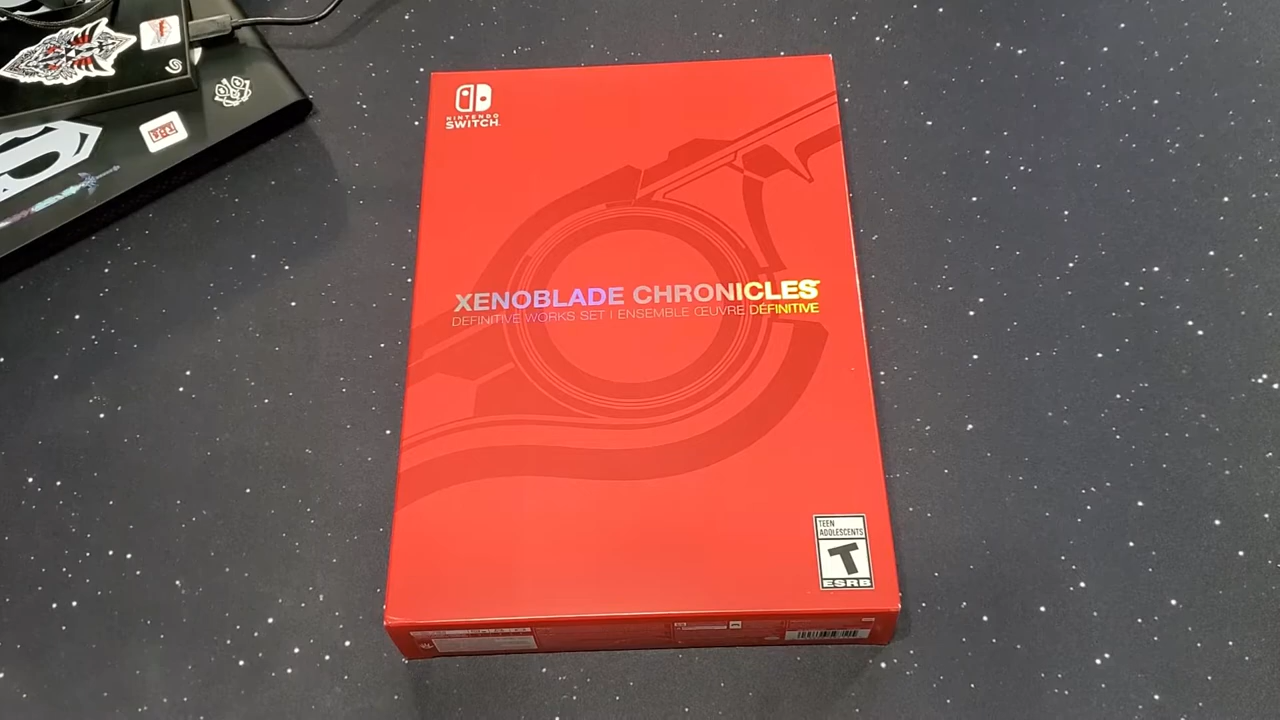 NINTENDO
SWITCH
XENOBLADE CHRONICLES
DEFINITIVE WORKS SET | ENSEMBLE ŒUVRE DÉFINITIVE
TEEN
ADOLESCENTS
T
ESRB